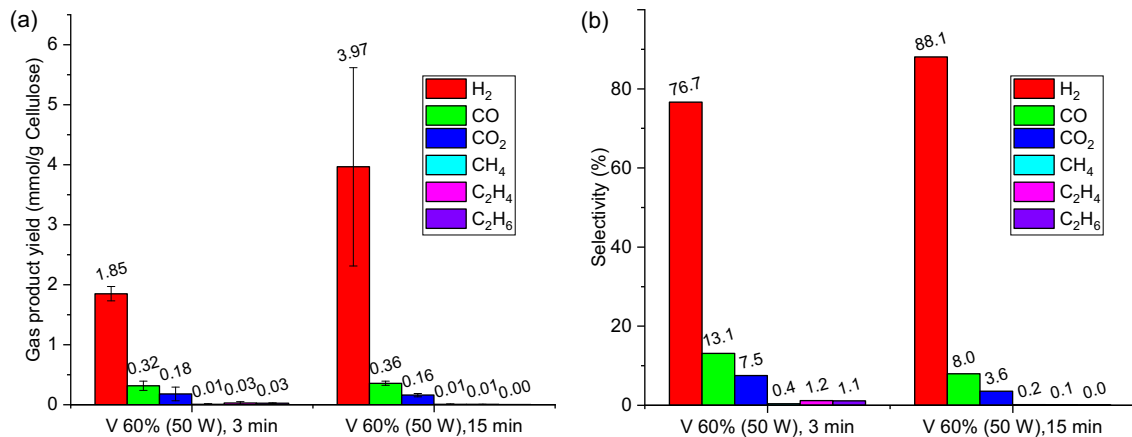 (a)
Gas product yield (mmol/g Cellulose)
6
5
4
3
2
1
0
1.85
0.32
0.18
0.01
0.03
0.03
3.97
0.36
0.16
0.01
0.01
0.00
H₂
CO
CO₂
CH₄
C₂H₄
C₂H₆
V 60% (50 W), 3 min
V 60% (50 W),15 min
(b)
Selectivity (%)
80
60
40
20
0
76.7
13.1
7.5
0.4
1.2
1.1
88.1
8.0
3.6
0.2
0.1
0.0
H₂
CO
CO₂
CH₄
C₂H₄
C₂H₆
V 60% (50 W), 3 min
V 60% (50 W), 15 min